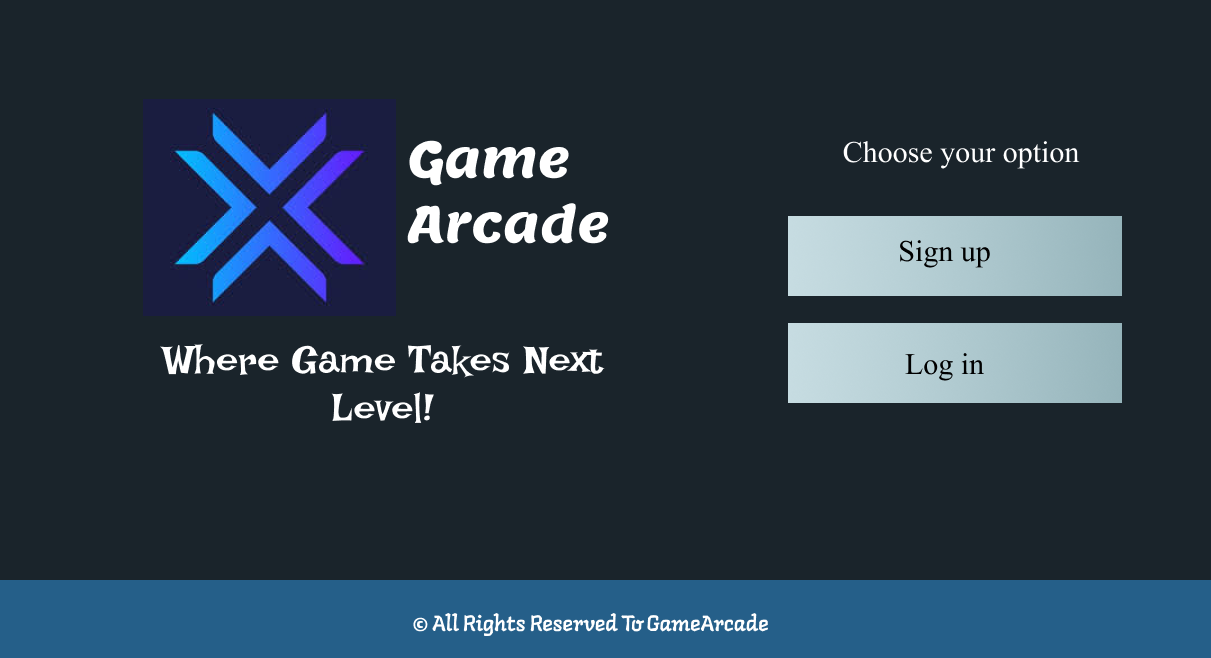 Game
Arcade
Where Game Takes Next
Level!
Choose your option
Sign up
Log in
© All Rights Reserved To GameArcade